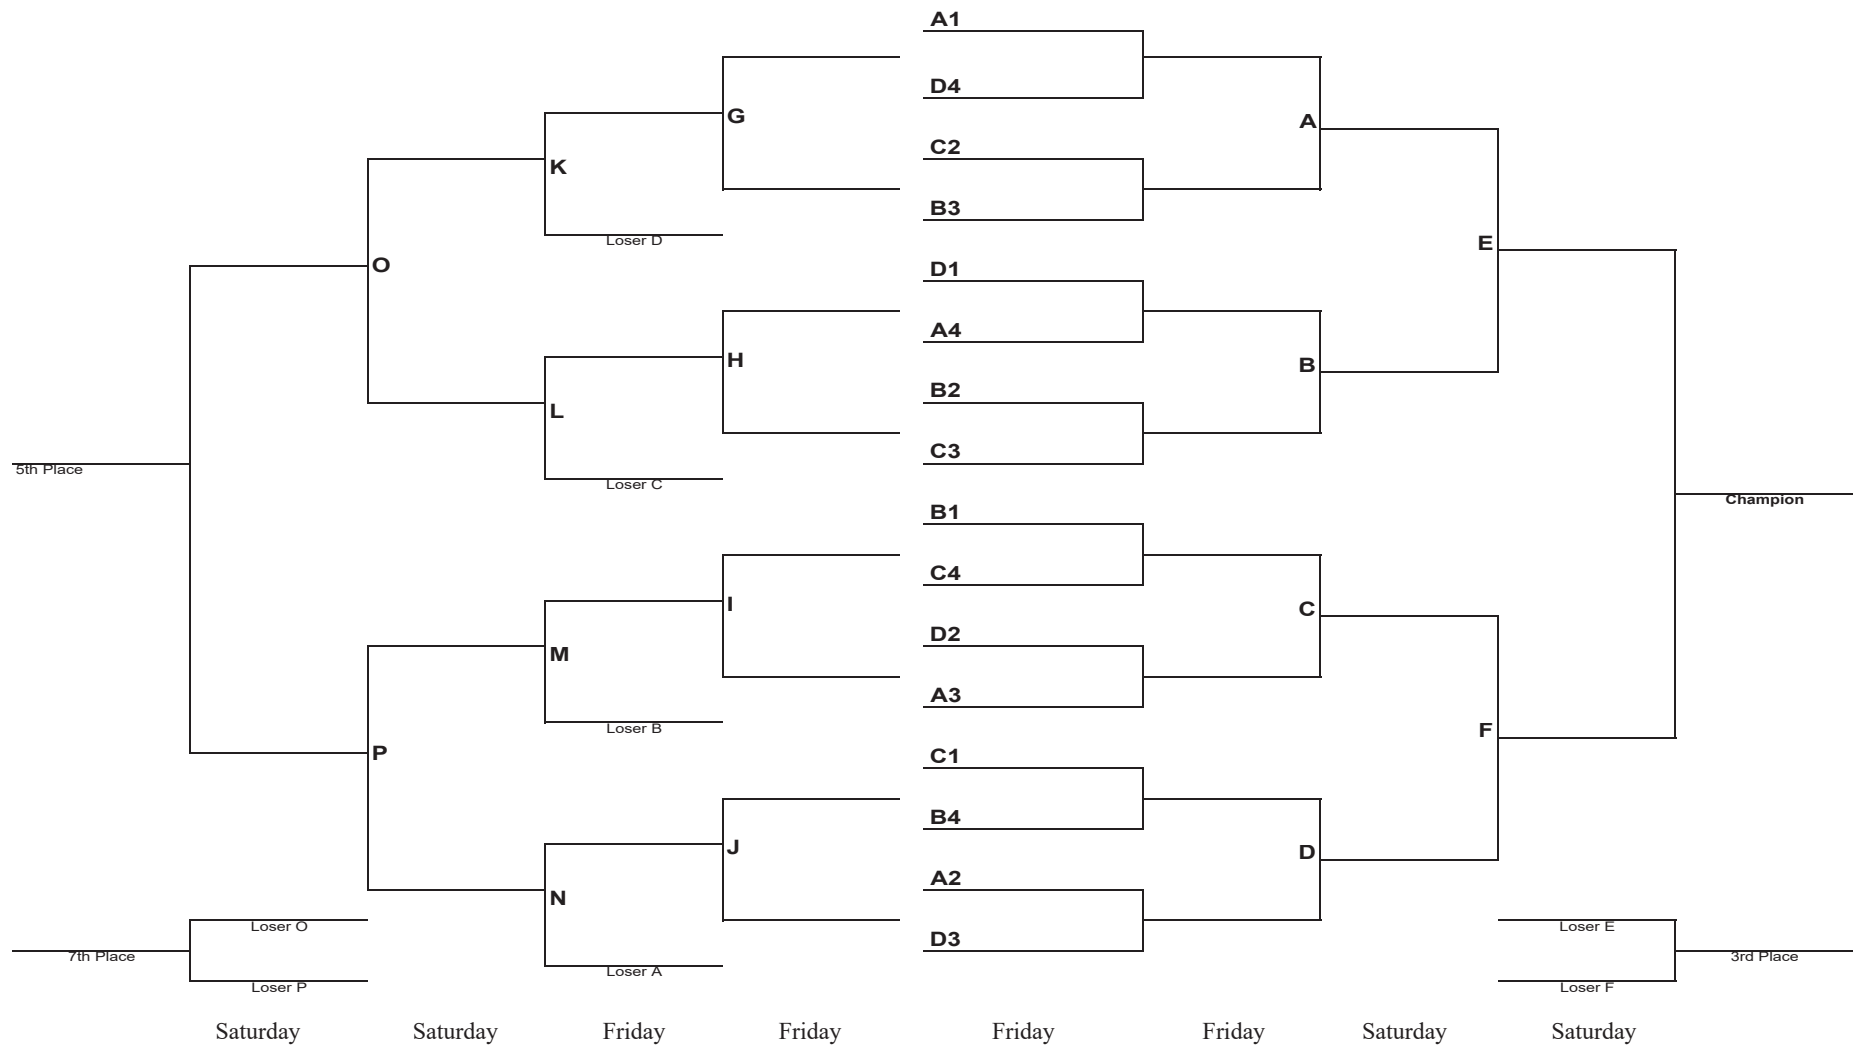 A1
D4
G
A
C2
K
B3
Loser D
E
O
D1
A4
H
B
B2
L
C3
5th Place
Loser C
Champion
B1
C4
I
C
D2
M
A3
Loser B
F
P
C1
B4
J
D
A2
N
Loser O
Loser E
D3
7th Place
3rd Place
Loser A
Loser P
Loser F
Saturday Saturday Friday Friday Friday Friday Saturday Saturday